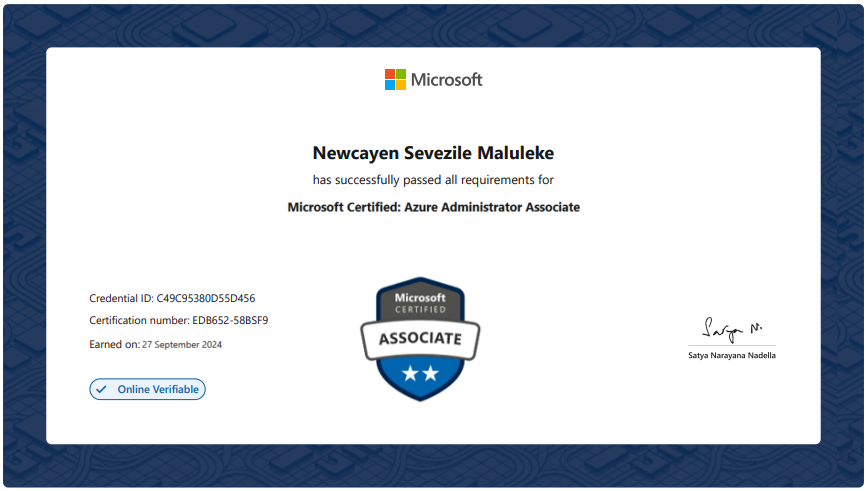 Microsoft
Newcayen Sevezile Maluleke
has successfully passed all requirements for
Microsoft Certified: Azure Administrator Associate
Credential ID: C49C95380D55D456
Certification number: EDB652-58BSF9
Earned on: 27 September 2024
Online Verifiable
Microsoft
CERTIFIED
ASSOCIATE
Satya N.
Satya Narayana Nadella